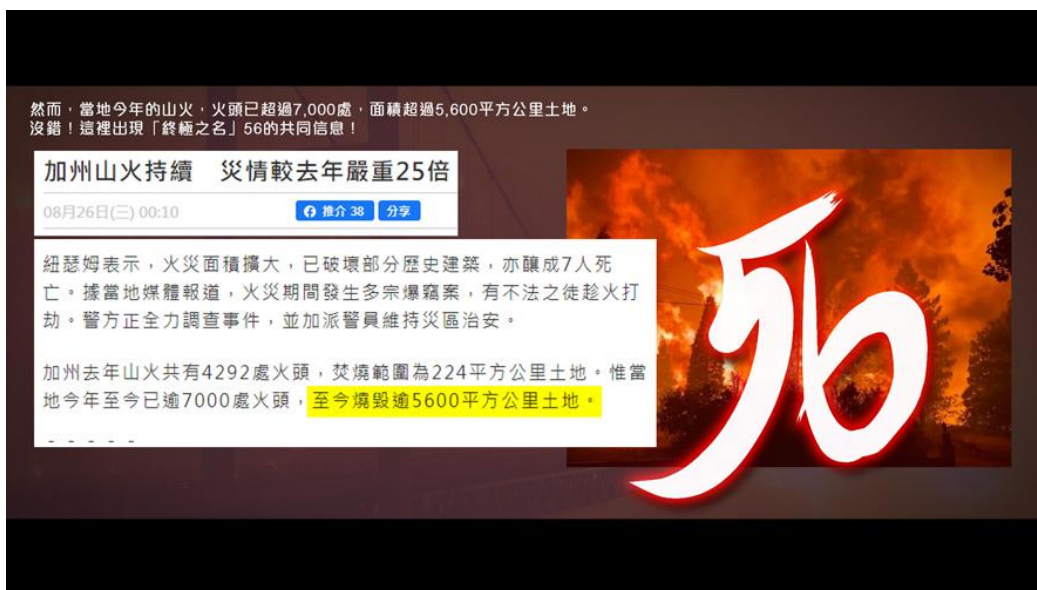 然而，當地今年的山火，火頭已超過7,000處，面積超過5,600平方公里土地。
沒錯！這裡出現「終極之名」56的共同信息！
加州山火持續　災情較去年嚴重25倍
08月26日(三) 00:10
推介 38
分享
紐瑟姆表示，火災面積擴大，已破壞部分歷史建築，亦釀成7人死
亡。據當地媒體報道，火災期間發生多宗爆竊案，有不法之徒趁火打
劫。警方正全力調查事件，並加派警員維持災區治安。
加州去年山火共有4292處火頭，焚燒範圍為224平方公里土地。惟當
地今年至今已逾7000處火頭，至今燒毀逾5600平方公里土地。
- - - - -
56